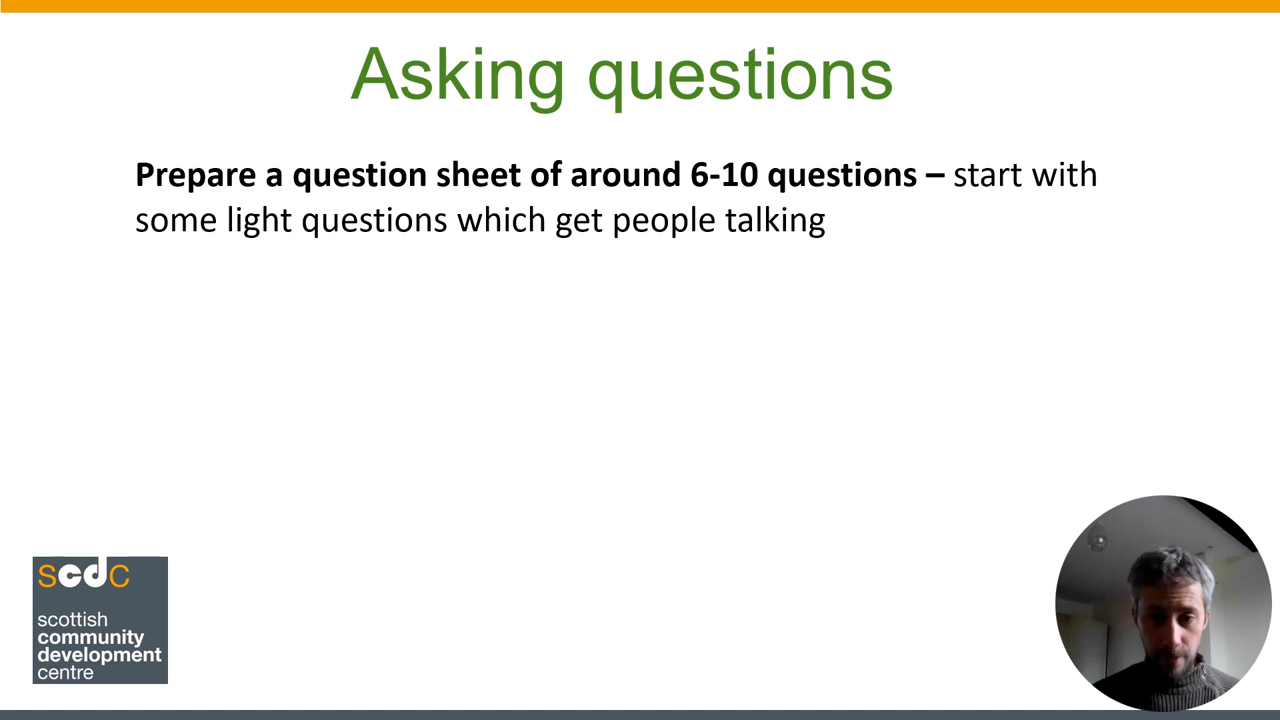 Asking questions
Prepare a question sheet of around 6-10 questions – start with
some light questions which get people talking
scdc
scottish
community
development
centre